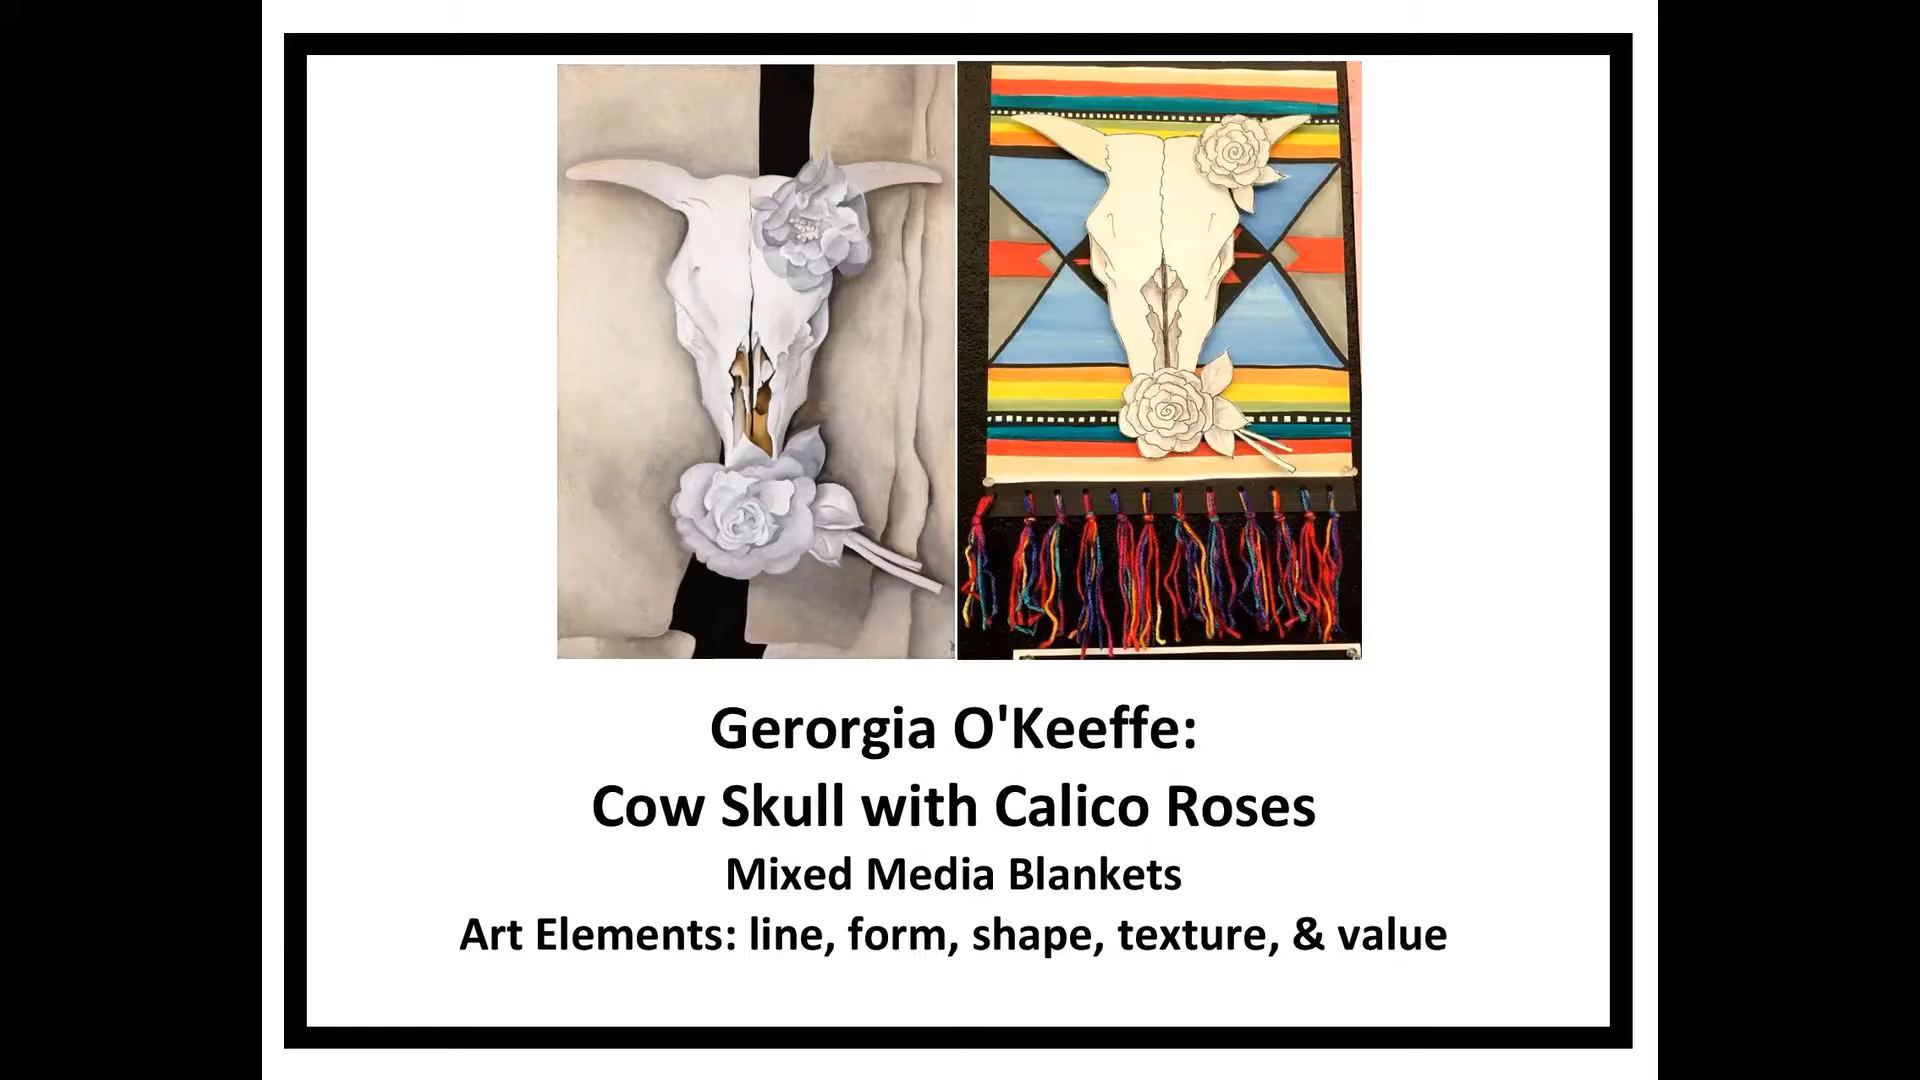 Gerorgia O'Keeffe:
Cow Skull with Calico Roses
Mixed Media Blankets
Art Elements: line, form, shape, texture, & value